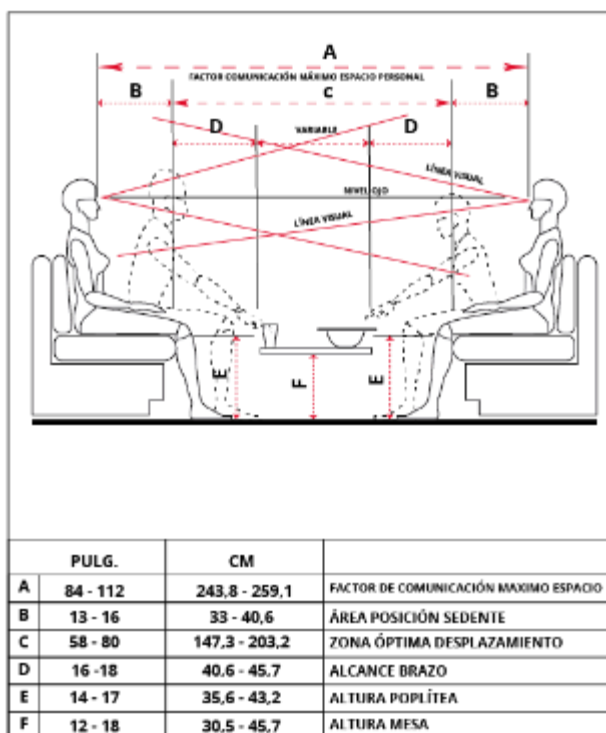 A
FACTOR COMUNICACIÓN MÁXIMO ESPACIO PERSONAL
B c B
D VARIABLE D
LÍNEA VISUAL
NIVEL OJO
LÍNEA VISUAL
E F E
PULG. CM
A 84 - 112 243,8 - 259,1 FACTOR DE COMUNICACIÓN MAXIMO ESPACIO
B 13 - 16 33 - 40,6 ÁREA POSICIÓN SEDENTE
C 58 - 80 147,3 - 203,2 ZONA ÓPTIMA DESPLAZAMIENTO
D 16 -18 40,6 - 45,7 ALCANCE BRAZO
E 14 - 17 35,6 - 43,2 ALTURA POPLÍTEA
F 12 - 18 30,5 - 45,7 ALTURA MESA